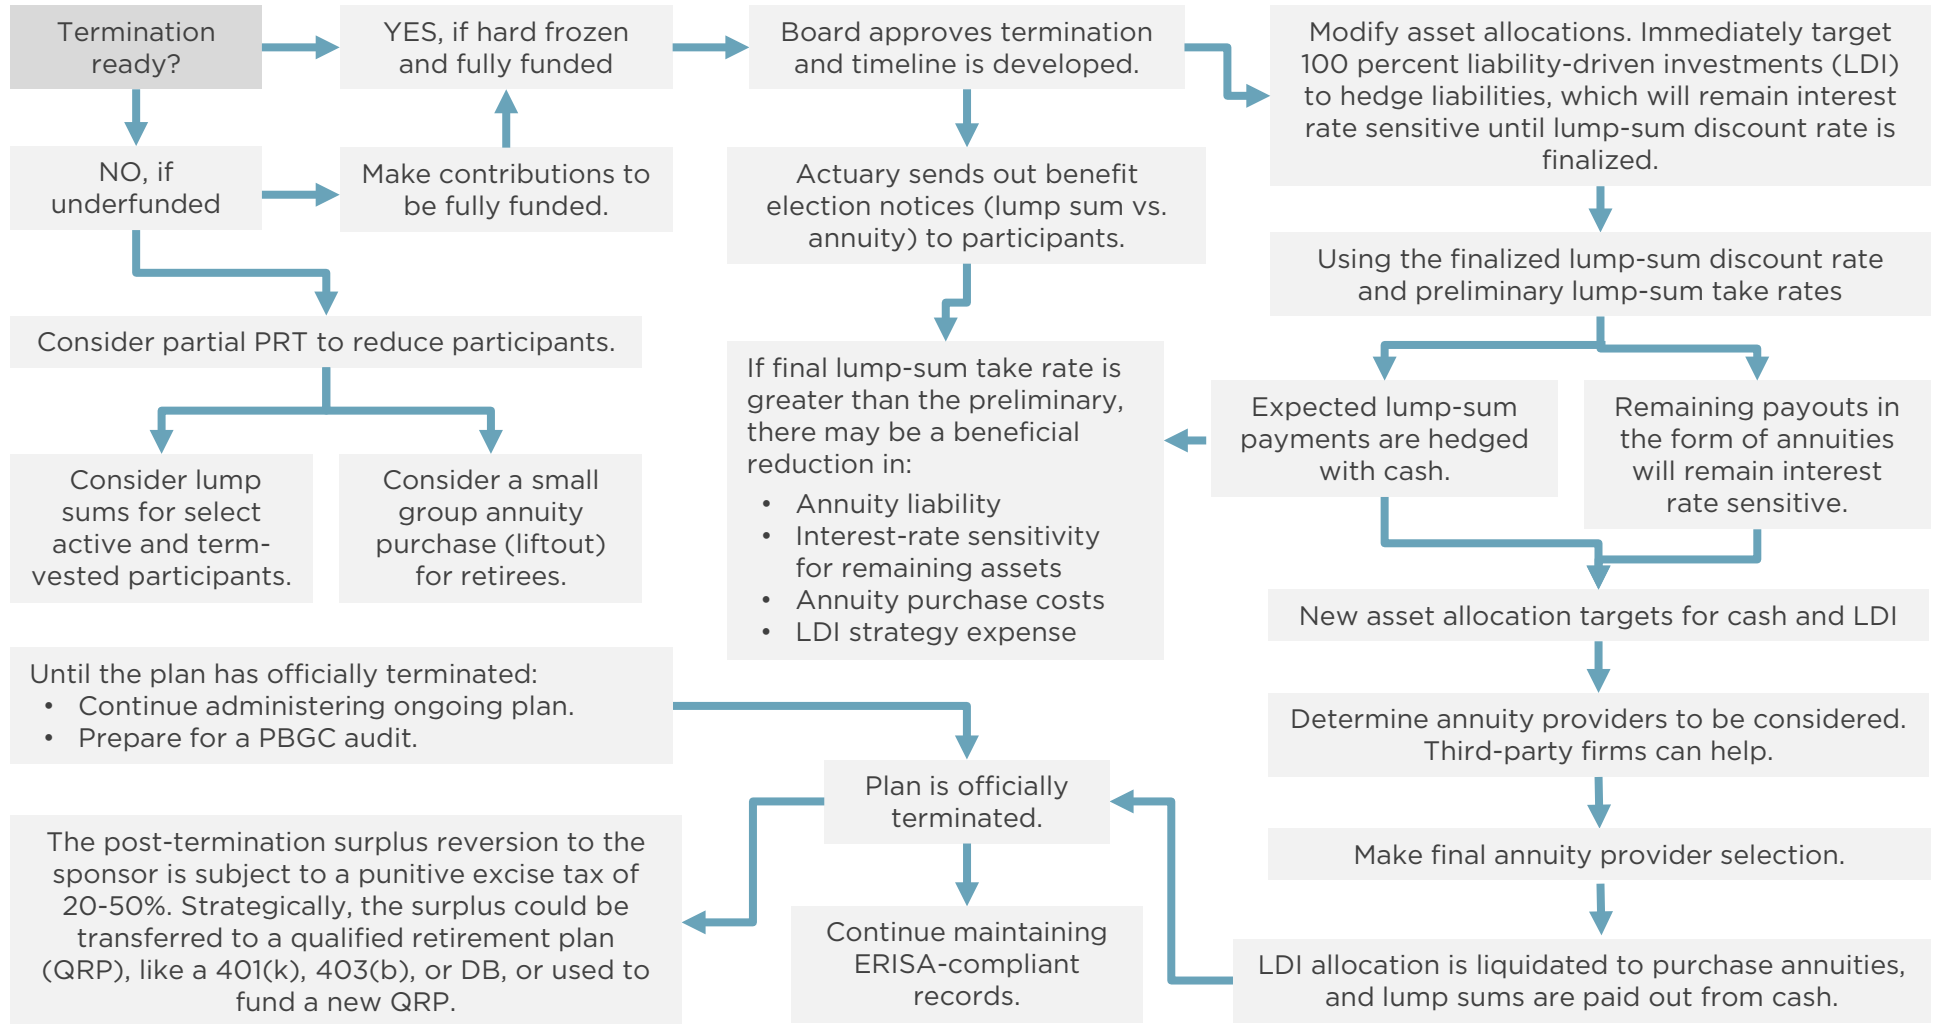 Termination
ready?
YES, if hard frozen
and fully funded
Board approves termination
and timeline is developed.
Modify asset allocations. Immediately target
100 percent liability-driven investments (LDI)
to hedge liabilities, which will remain interest
rate sensitive until lump-sum discount rate is
finalized.
NO, if
underfunded
Make contributions to
be fully funded.
Actuary sends out benefit
election notices (lump sum vs.
annuity) to participants.
Using the finalized lump-sum discount rate
and preliminary lump-sum take rates
Consider partial PRT to reduce participants.
If final lump-sum take rate is
greater than the preliminary,
there may be a beneficial
reduction in:
• Annuity liability
• Interest-rate sensitivity
for remaining assets
• Annuity purchase costs
• LDI strategy expense
Expected lump-sum
payments are hedged
with cash.
Remaining payouts in
the form of annuities
will remain interest
rate sensitive.
Consider lump
sums for select
active and term-
vested participants.
Consider a small
group annuity
purchase (liftout)
for retirees.
New asset allocation targets for cash and LDI
Until the plan has officially terminated:
• Continue administering ongoing plan.
• Prepare for a PBGC audit.
Determine annuity providers to be considered.
Third-party firms can help.
Plan is officially
terminated.
Make final annuity provider selection.
The post-termination surplus reversion to the
sponsor is subject to a punitive excise tax of
20-50%. Strategically, the surplus could be
transferred to a qualified retirement plan
(QRP), like a 401(k), 403(b), or DB, or used to
fund a new QRP.
Continue maintaining
ERISA-compliant
records.
LDI allocation is liquidated to purchase annuities,
and lump sums are paid out from cash.